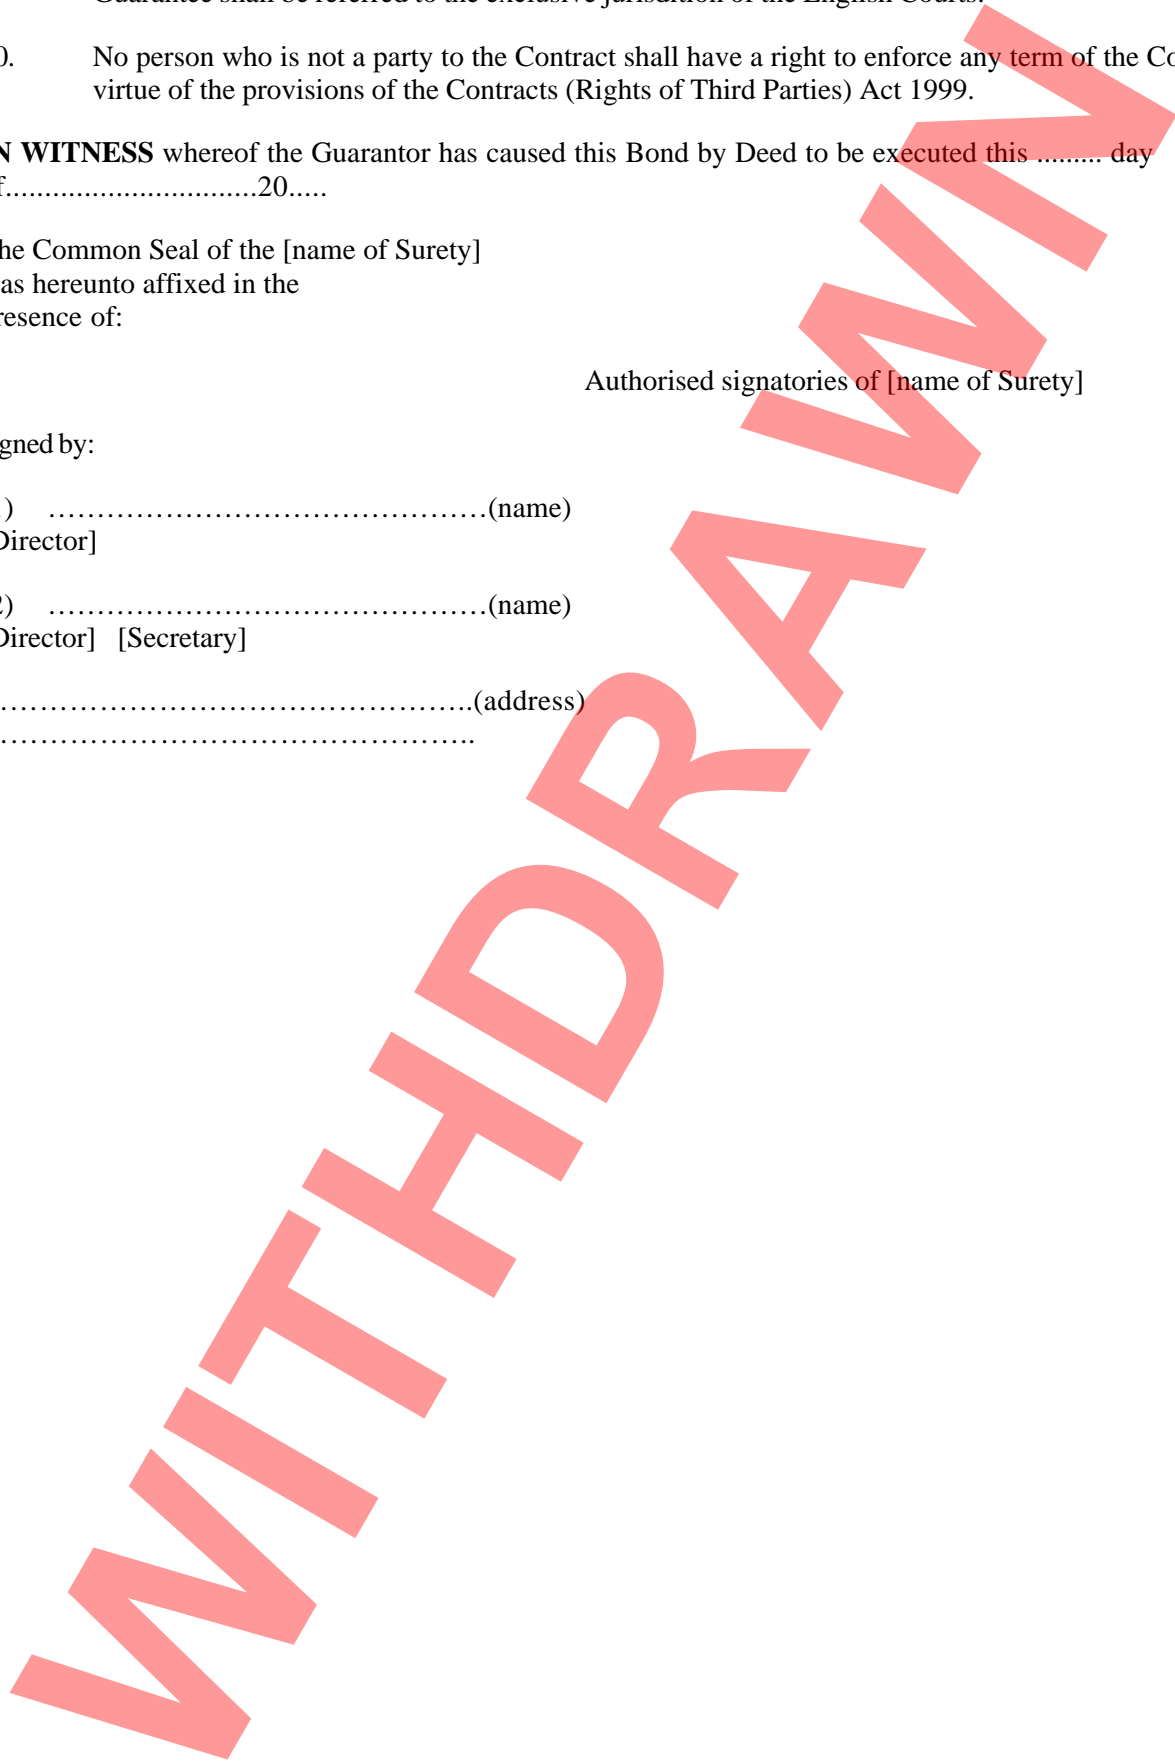 Guarantee shall be referred to the exclusive jurisdiction of the English Courts.
0. No person who is not a party to the Contract shall have a right to enforce any term of the Co
virtue of the provisions of the Contracts (Rights of Third Parties) Act 1999.
N WITNESS whereof the Guarantor has caused this Bond by Deed to be executed this ......... day
f................................20.....
he Common Seal of the [name of Surety]
as hereunto affixed in the
resence of:
Authorised signatories of [name of Surety]
gned by:
) ………………………………………(name)
Director]
2) ………………………………………(name)
Director] [Secretary]
…………………………………………..(address)
…………………………………………..
WITHDRAWN